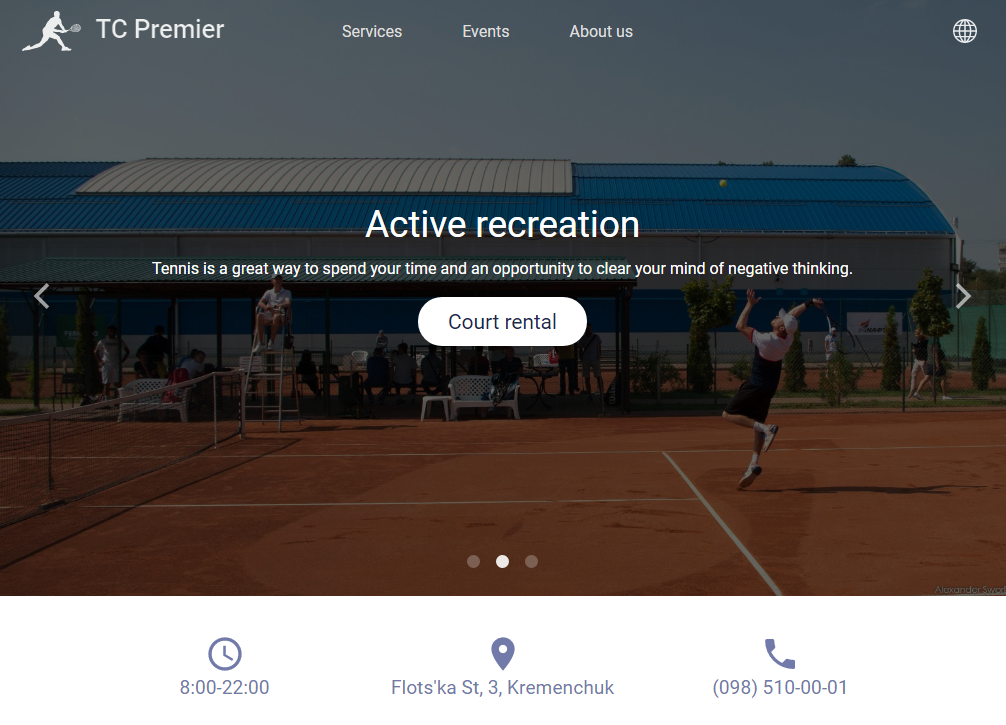 TC Premier
Services
Events
About us
Active recreation
Tennis is a great way to spend your time and an opportunity to clear your mind of negative thinking.
Court rental
8:00-22:00
Flots'ka St, 3, Kremenchuk
(098) 510-00-01